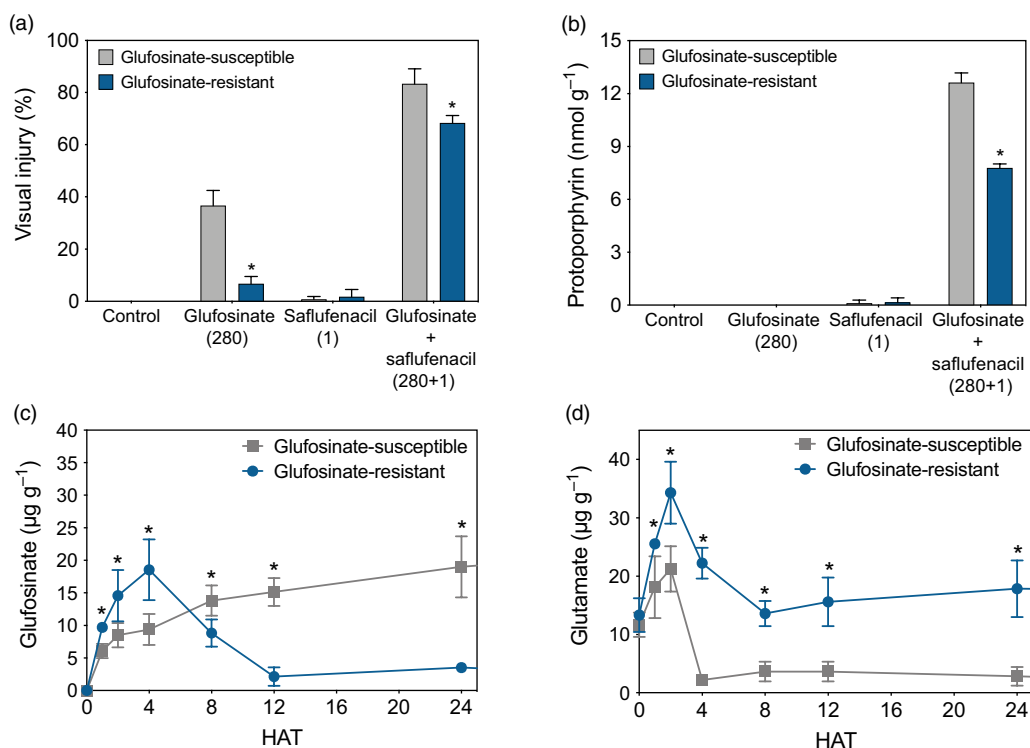 (a)
100
80
60
40
20
0
Visual injury (%)
Glufosinate-susceptible
Glufosinate-resistant
*
*
Control
Glufosinate
(280)
Saflufenacil
(1)
Glufosinate
+
saflufenacil
(280+1)
(b)
15
12
9
6
3
0
Protoporphyrin (nmol g⁻¹)
Glufosinate-susceptible
Glufosinate-resistant
*
Control
Glufosinate
(280)
Saflufenacil
(1)
Glufosinate
+
saflufenacil
(280+1)
(c)
40
35
30
25
20
15
10
5
0
Glufosinate (µg g⁻¹)
Glufosinate-susceptible
Glufosinate-resistant
* * * * * *
0 4 8 12 16 20 24
HAT
(d)
40
30
20
10
0
Glutamate (µg g⁻¹)
Glufosinate-susceptible
Glufosinate-resistant
* * * * * *
0 4 8 12 16 20 24
HAT